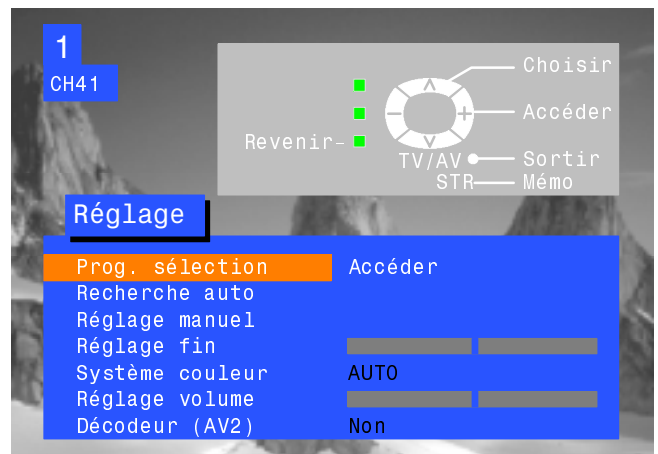 1
CH41
Choisir
Accéder
Revenir
TV/AV Sortir
STR Mémo
Réglage
Prog. sélection Accéder
Recherche auto
Réglage manuel
Réglage fin
Système couleur AUTO
Réglage volume
Décodeur (AV2) Non